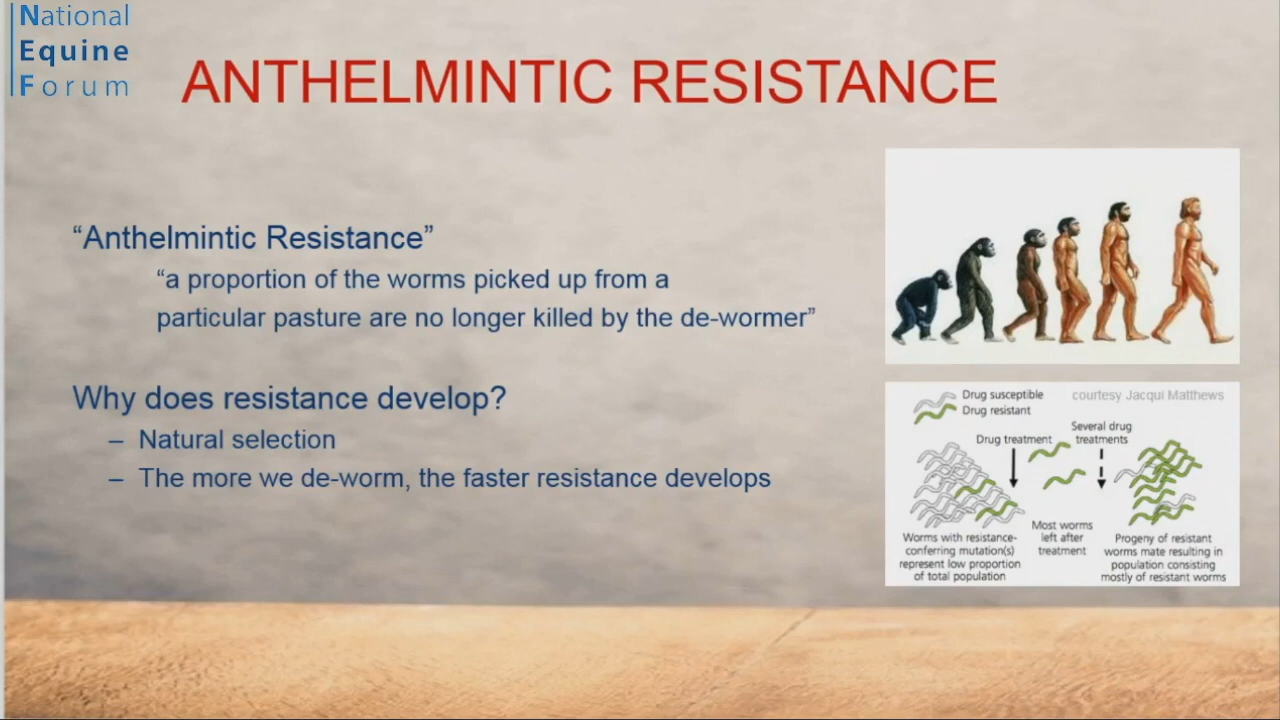 National
Equine
Forum
ANTHELMINTIC RESISTANCE
“Anthelmintic Resistance”
“a proportion of the worms picked up from a
particular pasture are no longer killed by the de-wormer”
Why does resistance develop?
– Natural selection
– The more we de-worm, the faster resistance develops
Drug susceptible
Drug resistant
courtesy Jacqui Matthews
Drug treatment
Several drug
treatments
Worms with resistance-
conferring mutation(s)
represent low proportion
of total population
Most worms
left after
treatment
Progeny of resistant
worms mate resulting in
population consisting
mostly of resistant worms